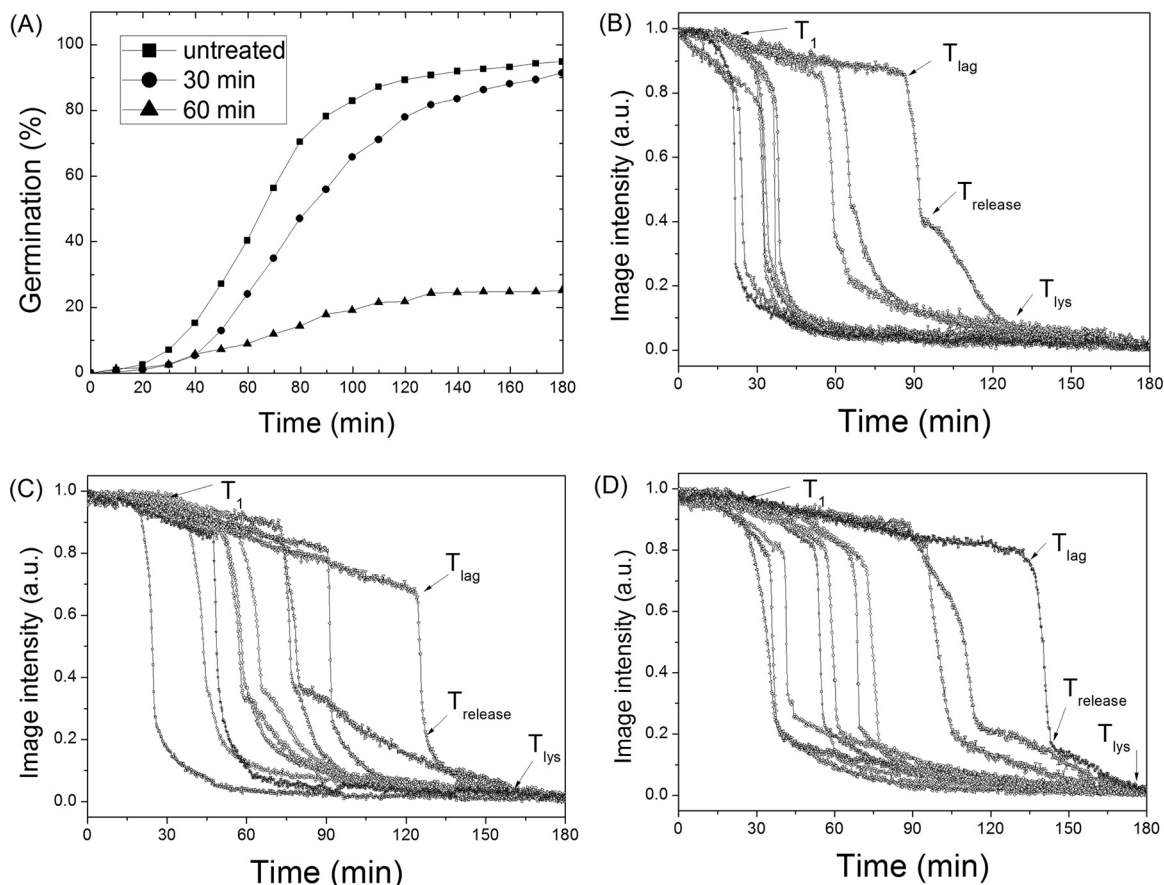 (A)
100
80
60
40
20
0
Germination (%)
untreated
30 min
60 min
0 20 40 60 80 100 120 140 160 180
Time (min)
(B)
1.0
0.8
0.6
0.4
0.2
0.0
Image intensity (a.u.)
T1
Tlag
Trelease
Tlys
0 30 60 90 120 150 180
Time (min)
(C)
1.0
0.8
0.6
0.4
0.2
0.0
Image intensity (a.u.)
T1
Tlag
Trelease
Tlys
0 30 60 90 120 150 180
Time (min)
(D)
1.0
0.8
0.6
0.4
0.2
0.0
Image intensity (a.u.)
T1
Tlag
Trelease
Tlys
0 30 60 90 120 150 180
Time (min)